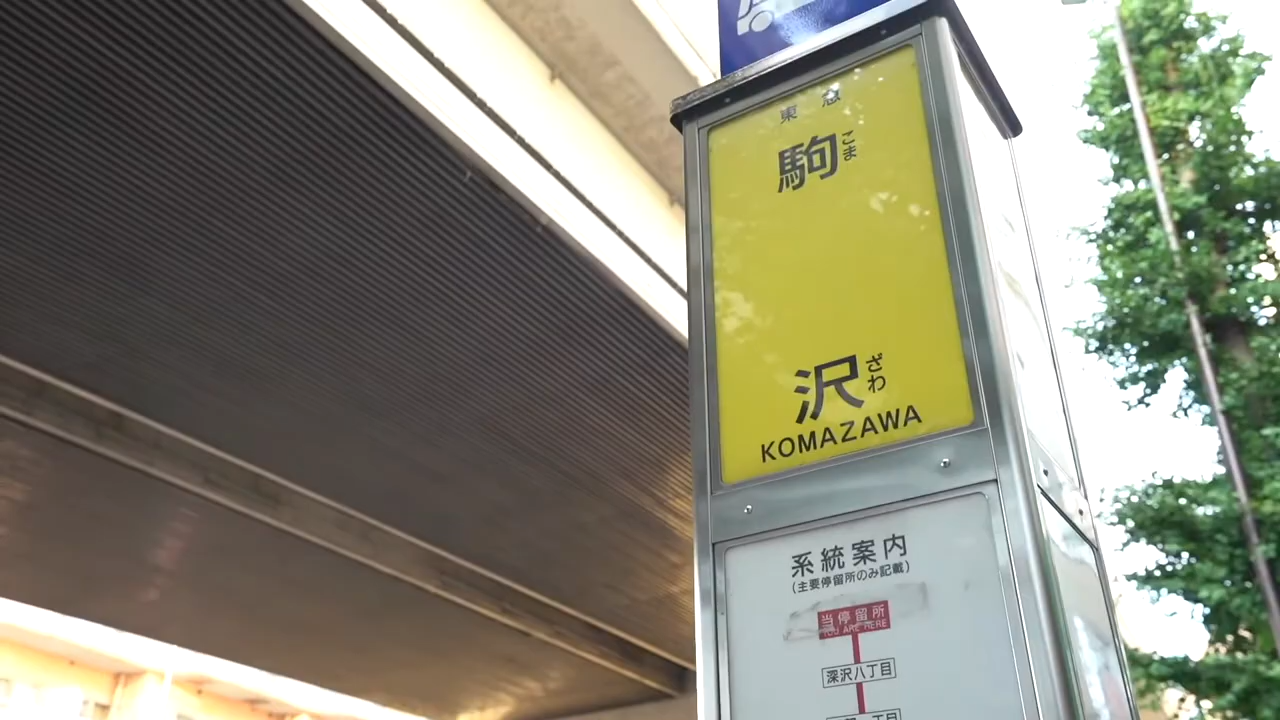 東急
駒 こま
沢 ざわ
KOMAZAWA
系統案内
(主要停留所のみ記載)
当停留所
YOU ARE HERE
深沢八丁目